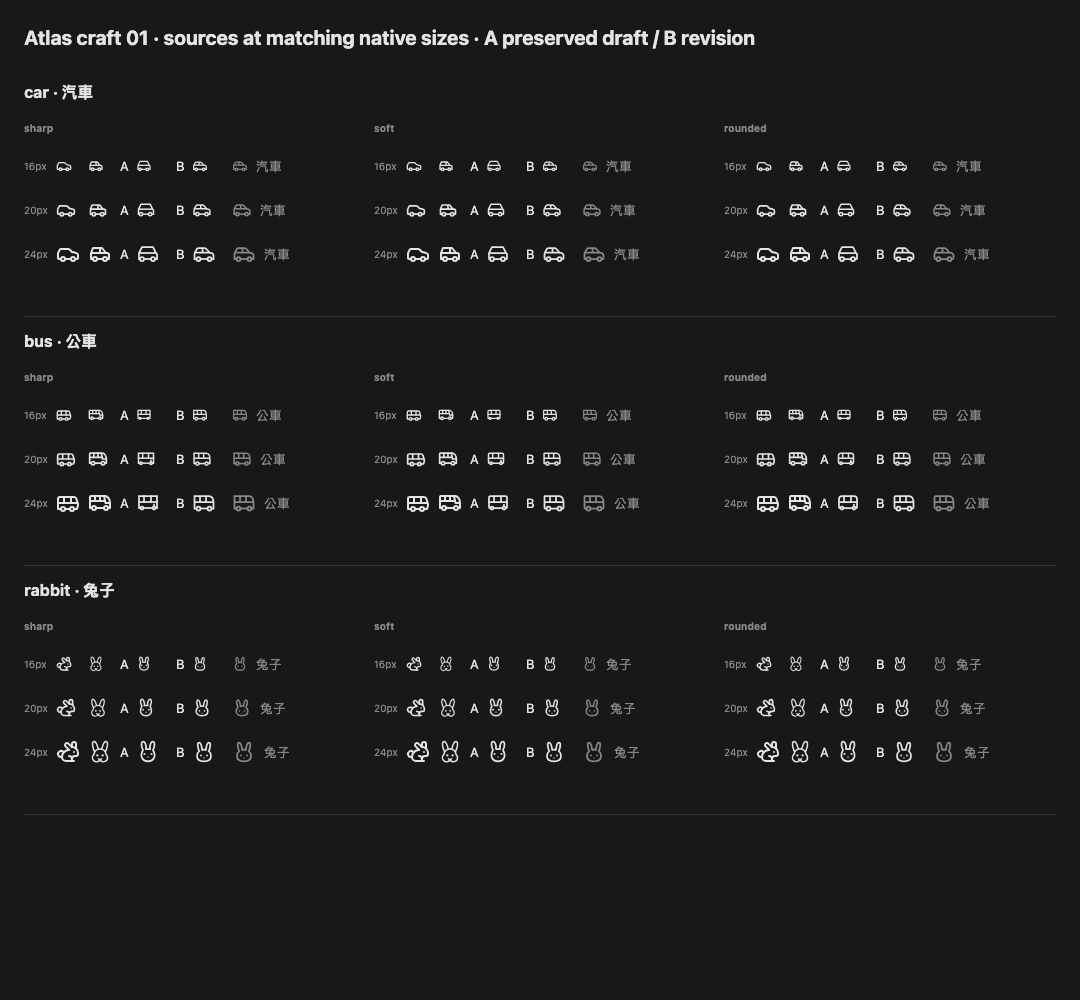 Atlas craft 01 · sources at matching native sizes · A preserved draft / B revision
car · 汽車
sharp soft rounded
16px A B 汽車 16px A B 汽車 16px A B 汽車
20px A B 汽車 20px A B 汽車 20px A B 汽車
24px A B 汽車 24px A B 汽車 24px A B 汽車
bus · 公車
sharp soft rounded
16px A B 公車 16px A B 公車 16px A B 公車
20px A B 公車 20px A B 公車 20px A B 公車
24px A B 公車 24px A B 公車 24px A B 公車
rabbit · 兔子
sharp soft rounded
16px A B 兔子 16px A B 兔子 16px A B 兔子
20px A B 兔子 20px A B 兔子 20px A B 兔子
24px A B 兔子 24px A B 兔子 24px A B 兔子